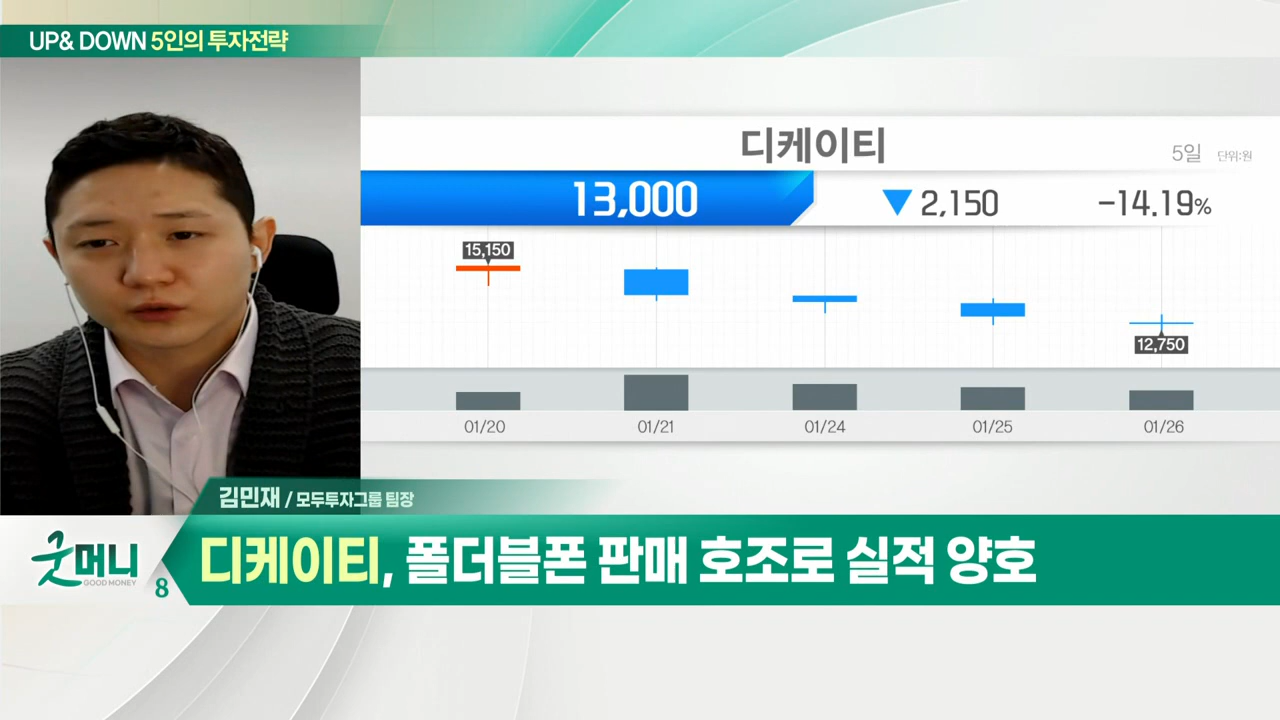 UP& DOWN 5인의 투자전략
디케이티
5일 단위:원
13,000 ▼ 2,150 -14.19%
15,150
12,750
01/20 01/21 01/24 01/25 01/26
김민재 / 모두투자그룹 팀장
굿머니
GOOD MONEY
8
디케이티, 폴더블폰 판매 호조로 실적 양호